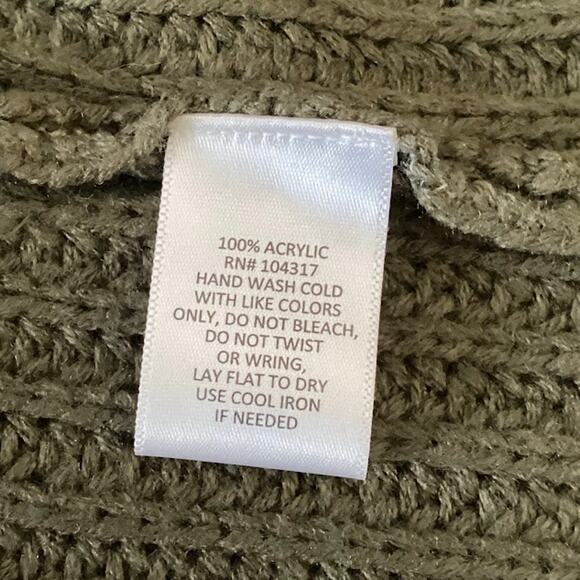 100% ACRYLIC
RN# 104317
HAND WASH COLD
WITH LIKE COLORS
ONLY, DO NOT BLEACH,
DO NOT TWIST
OR WRING,
LAY FLAT TO DRY
USE COOL IRON
IF NEEDED